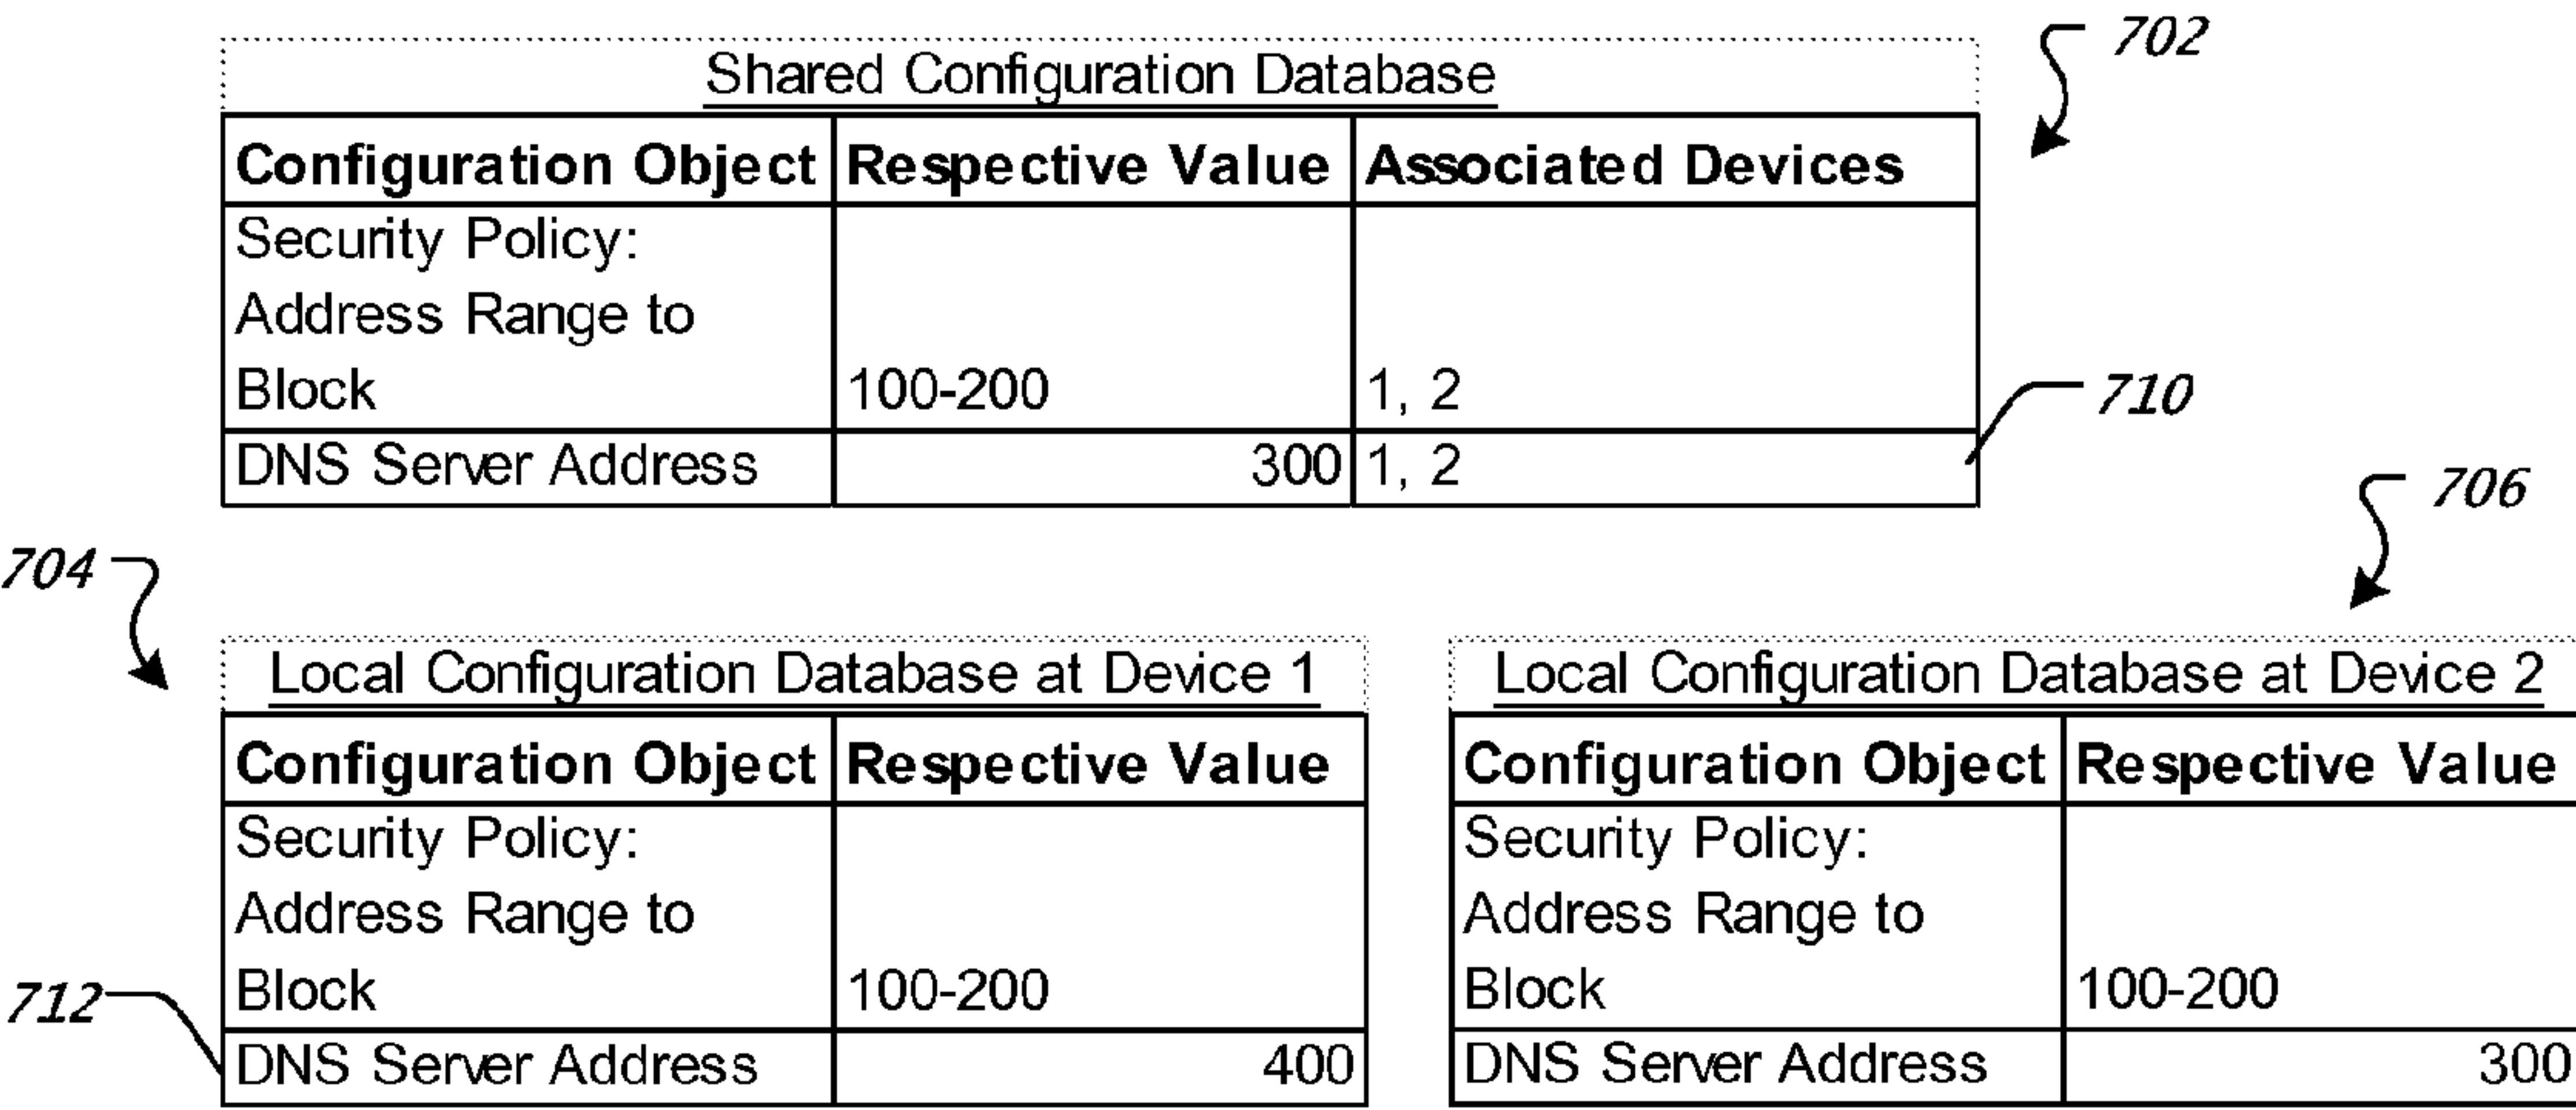 702
Shared Configuration Database
Configuration Object Respective Value Associated Devices
Security Policy:
Address Range to
Block 100-200 1, 2
710
DNS Server Address 300 1, 2
706
704
Local Configuration Database at Device 1
Configuration Object Respective Value
Security Policy:
Address Range to
Block 100-200
712
DNS Server Address 400
Local Configuration Database at Device 2
Configuration Object Respective Value
Security Policy:
Address Range to
Block 100-200
DNS Server Address 300